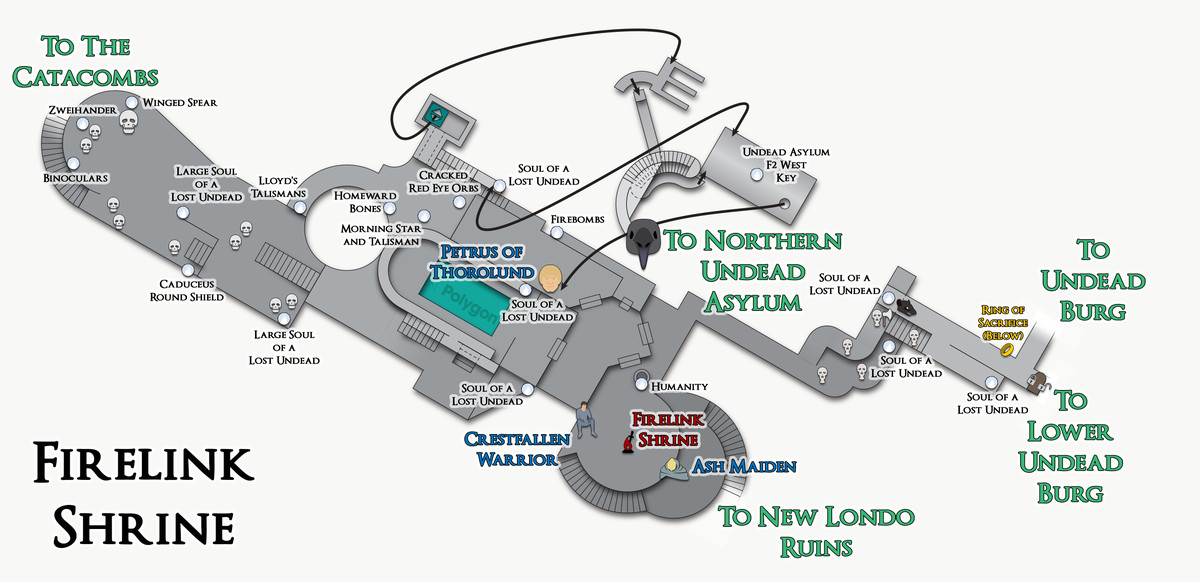 To The
Catacombs
Zweihander
Winged Spear
Binoculars
Large Soul
of a
Lost Undead
Lloyd's
Talismans
Homeward
Bones
Cracked
Red Eye Orbs
Soul of a
Lost Undead
Morning Star
and Talisman
Firebombs
Undead Asylum
F2 West
Key
Caduceus
Round Shield
Large Soul
of a
Lost Undead
Petrus of
Thorolund
Polygon
Soul of a
Lost Undead
To Northern
Undead
Asylum
Soul of a
Lost Undead
To
Undead
Burg
Ring of
Sacrifice
(Below)
Soul of a
Lost Undead
Soul of a
Lost Undead
Soul of a
Lost Undead
Humanity
To
Lower
Undead
Burg
Crestfallen
Warrior
Firelink
Shrine
Ash Maiden
To New Londo
Ruins
Firelink
Shrine